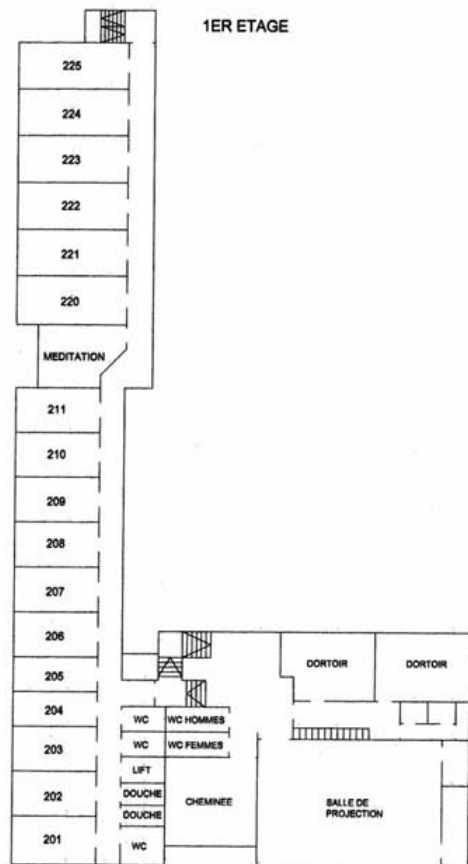 1ER ETAGE
225
224
223
222
221
220
MEDITATION
211
210
209
208
207
206
205
204
203
202
201
DORTOIR
DORTOIR
WC
WC HOMMES
WC
WC FEMMES
LIFT
DOUCHE
DOUCHE
WC
CHEMINEE
SALLE DE
PROJECTION